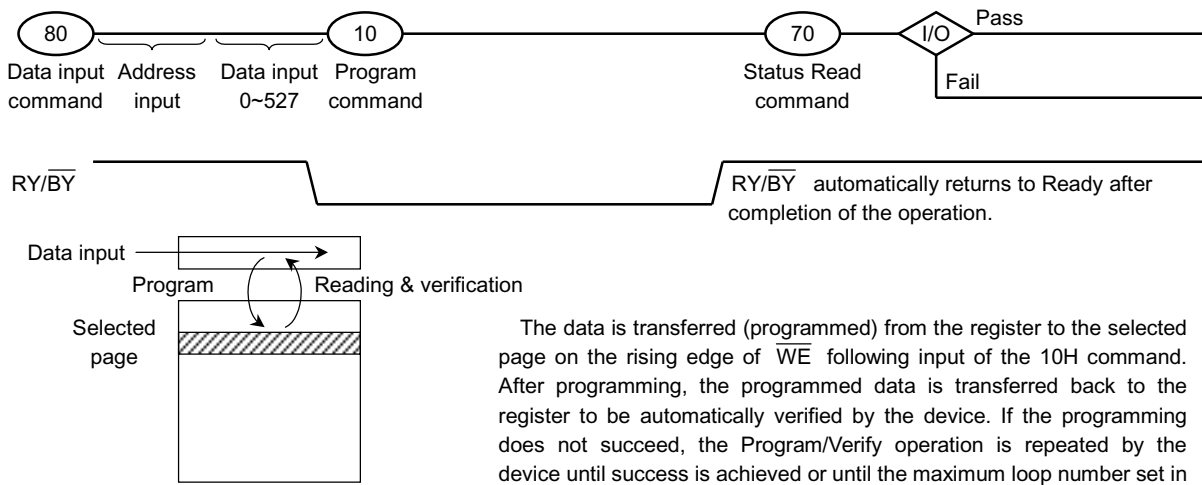 80 10 70 I/O Pass
Data input command
Address input
Data input 0~527
Program command
Status Read command
Fail
RY/BY
RY/BY automatically returns to Ready after
completion of the operation.
Data input
Program
Reading & verification
Selected
page
The data is transferred (programmed) from the register to the selected
page on the rising edge of WE following input of the 10H command.
After programming, the programmed data is transferred back to the
register to be automatically verified by the device. If the programming
does not succeed, the Program/Verify operation is repeated by the
device until success is achieved or until the maximum loop number set in